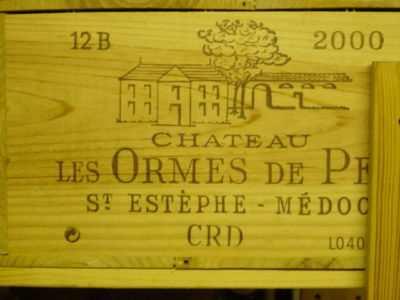 12 B 2000
CHATEAU
LES ORMES DE PE
ST ESTÈPHE - MÉDOC
CRD L040